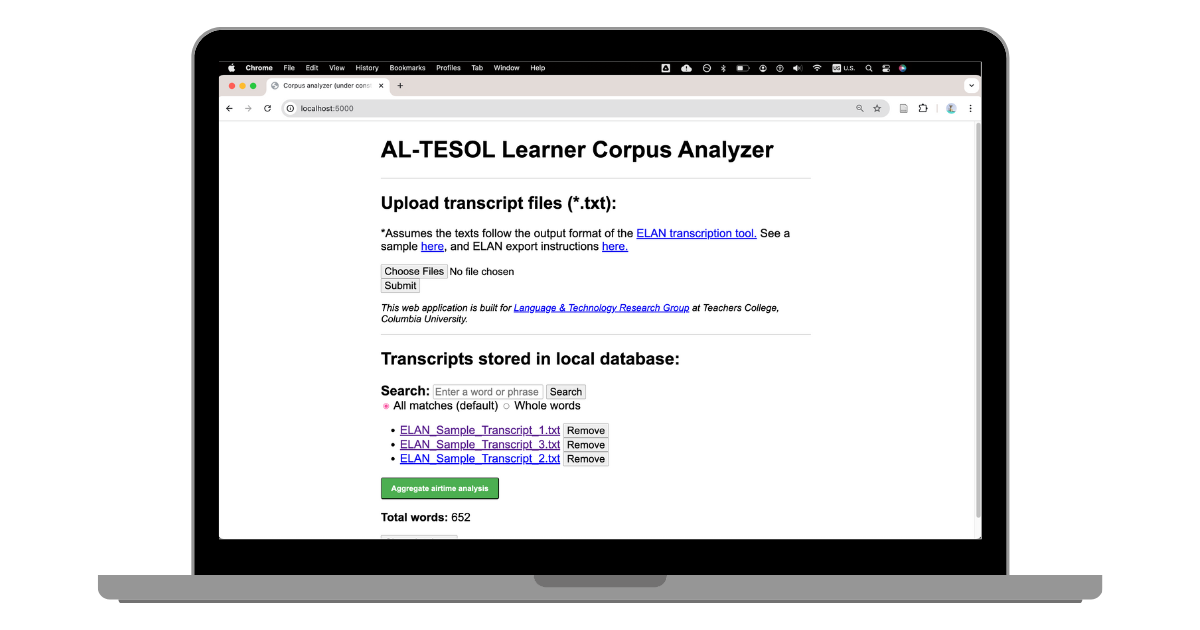 Chrome File Edit View History Bookmarks Profiles Tab Window Help US U.S.
Corpus analyzer (under cons
localhost:5000
AL-TESOL Learner Corpus Analyzer
Upload transcript files (*.txt):
*Assumes the texts follow the output format of the ELAN transcription tool. See a
sample here, and ELAN export instructions here.
Choose Files No file chosen
Submit
This web application is built for Language & Technology Research Group at Teachers College,
Columbia University.
Transcripts stored in local database:
Search: Enter a word or phrase Search
All matches (default) Whole words
• ELAN_Sample_Transcript_1.txt Remove
• ELAN_Sample_Transcript_3.txt Remove
• ELAN_Sample_Transcript_2.txt Remove
Aggregate airtime analysis
Total words: 652